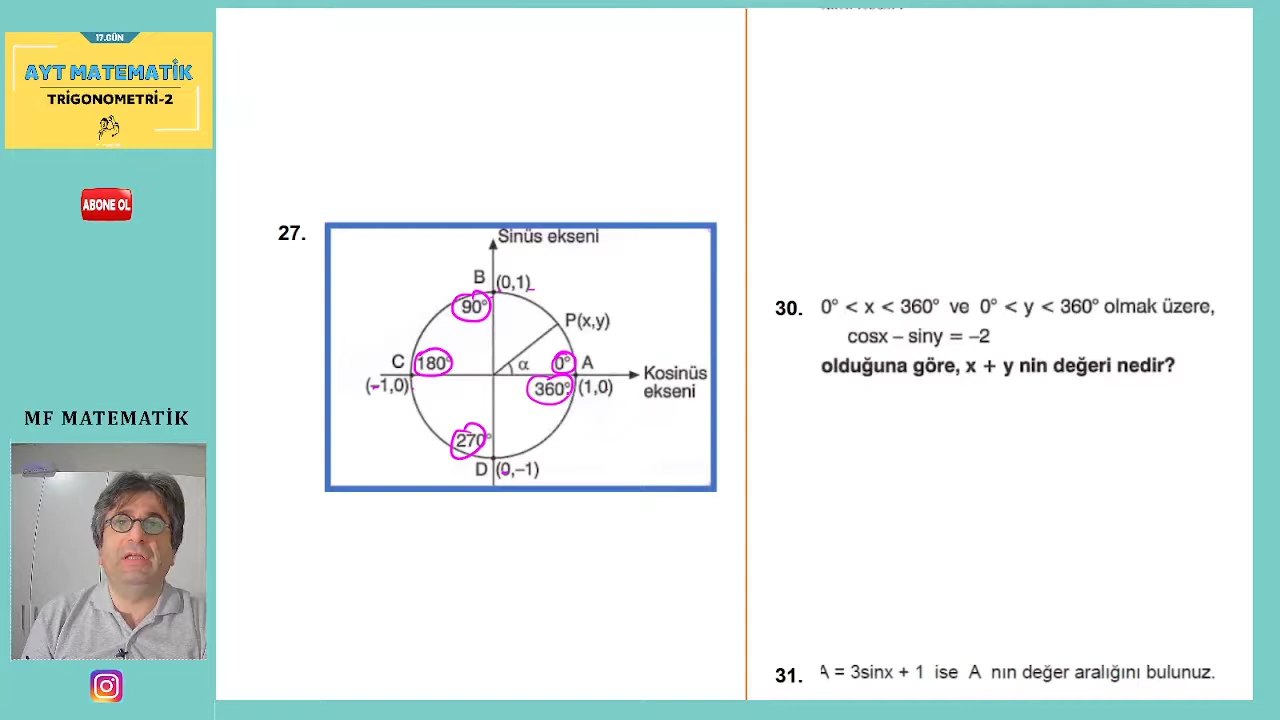 17.GÜN
AYT MATEMATİK
TRİGONOMETRİ-2
ABONE OL
MF MATEMATİK
27.
Sinüs ekseni
B (0,1)
90°
P(x,y)
C 180° α 0° A
Kosinüs
ekseni
(-1,0) 360° (1,0)
270°
D (0,-1)
30. 0° < x < 360° ve 0° < y < 360° olmak üzere,
cosx – siny = –2
olduğuna göre, x + y nin değeri nedir?
31. A = 3sinx + 1 ise A nın değer aralığını bulunuz.